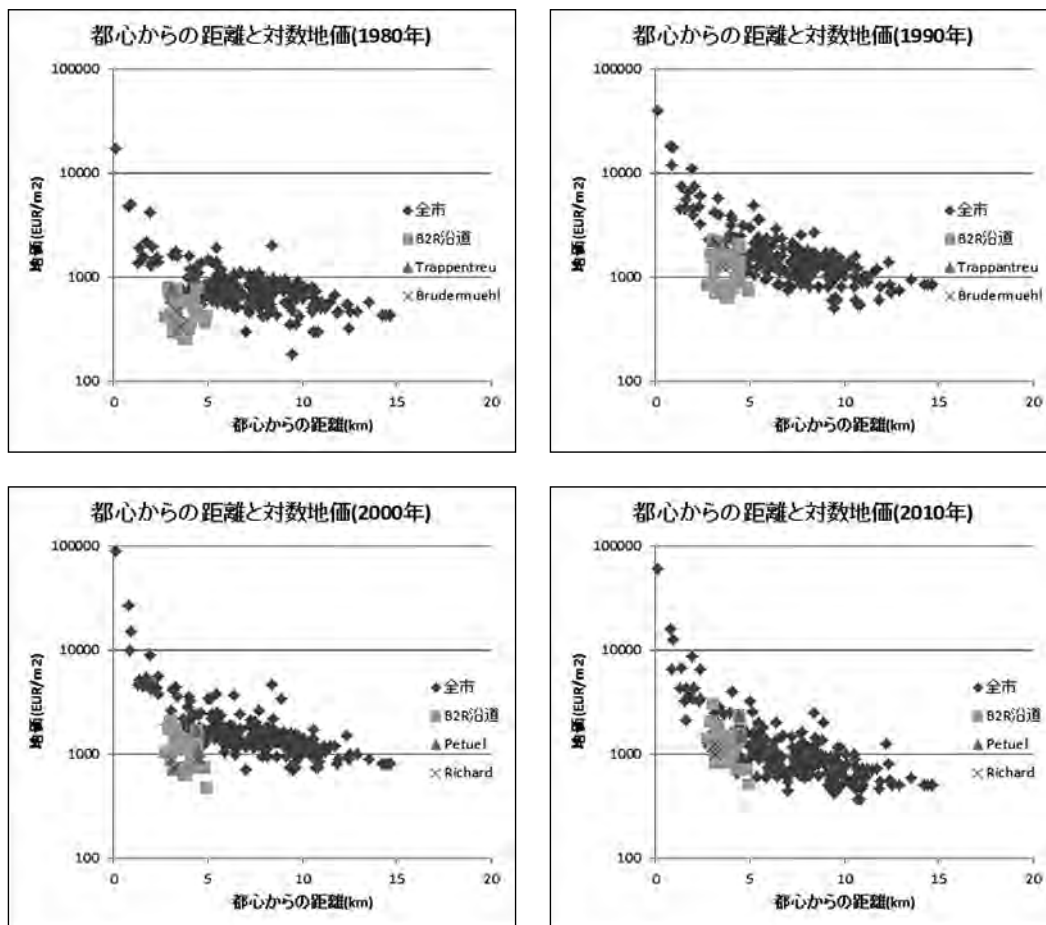 都心からの距離と対数地価(1980年)
100000
10000
1000
100
地価(EUR/m2)
0 5 10 15 20
都心からの距離(km)
全市
B2R沿道
Trappentreu
Brudermuehl
都心からの距離と対数地価(1990年)
100000
10000
1000
100
地価(EUR/m2)
0 5 10 15 20
都心からの距離(km)
全市
B2R沿道
Trappantreu
Brudermuehl
都心からの距離と対数地価(2000年)
100000
10000
1000
100
地価(EUR/m2)
0 5 10 15 20
都心からの距離(km)
全市
B2R沿道
Petuel
Richard
都心からの距離と対数地価(2010年)
100000
10000
1000
100
地価(EUR/m2)
0 5 10 15 20
都心からの距離(km)
全市
B2R沿道
Petuel
Richard